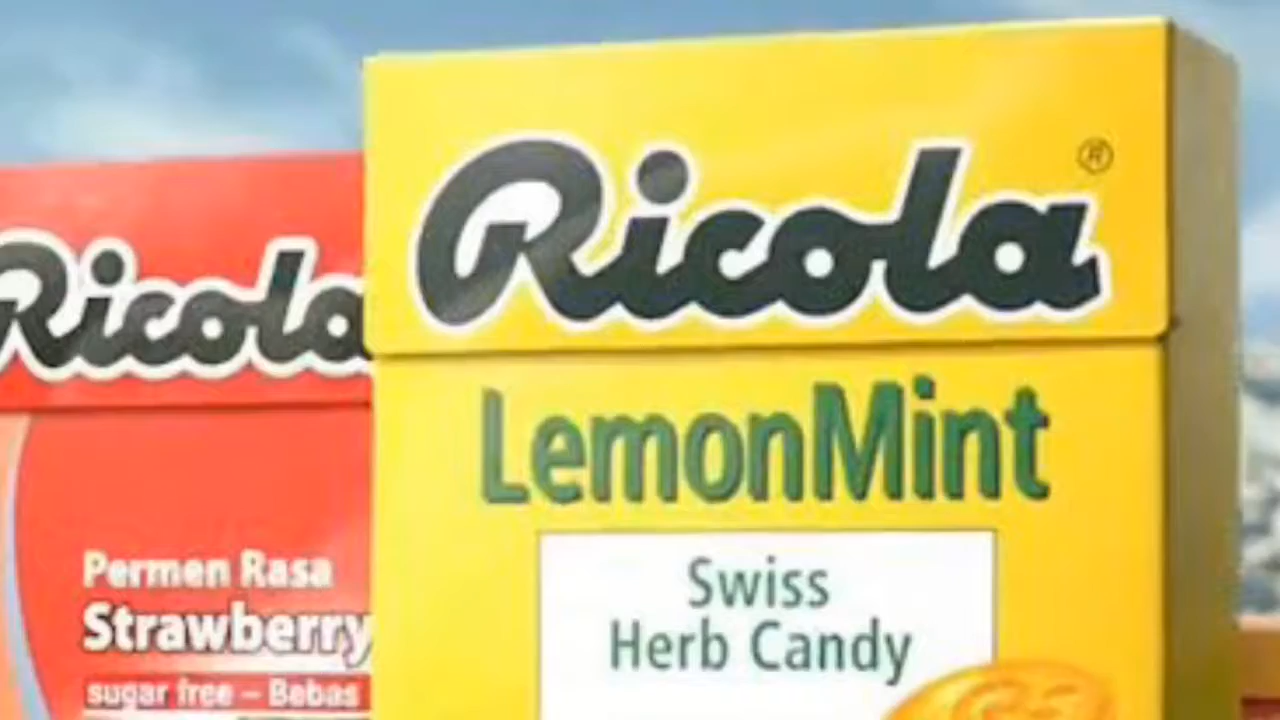 Ricola
Permen Rasa
Strawberry
sugar free – Bebas
Ricola®
LemonMint
Swiss
Herb Candy